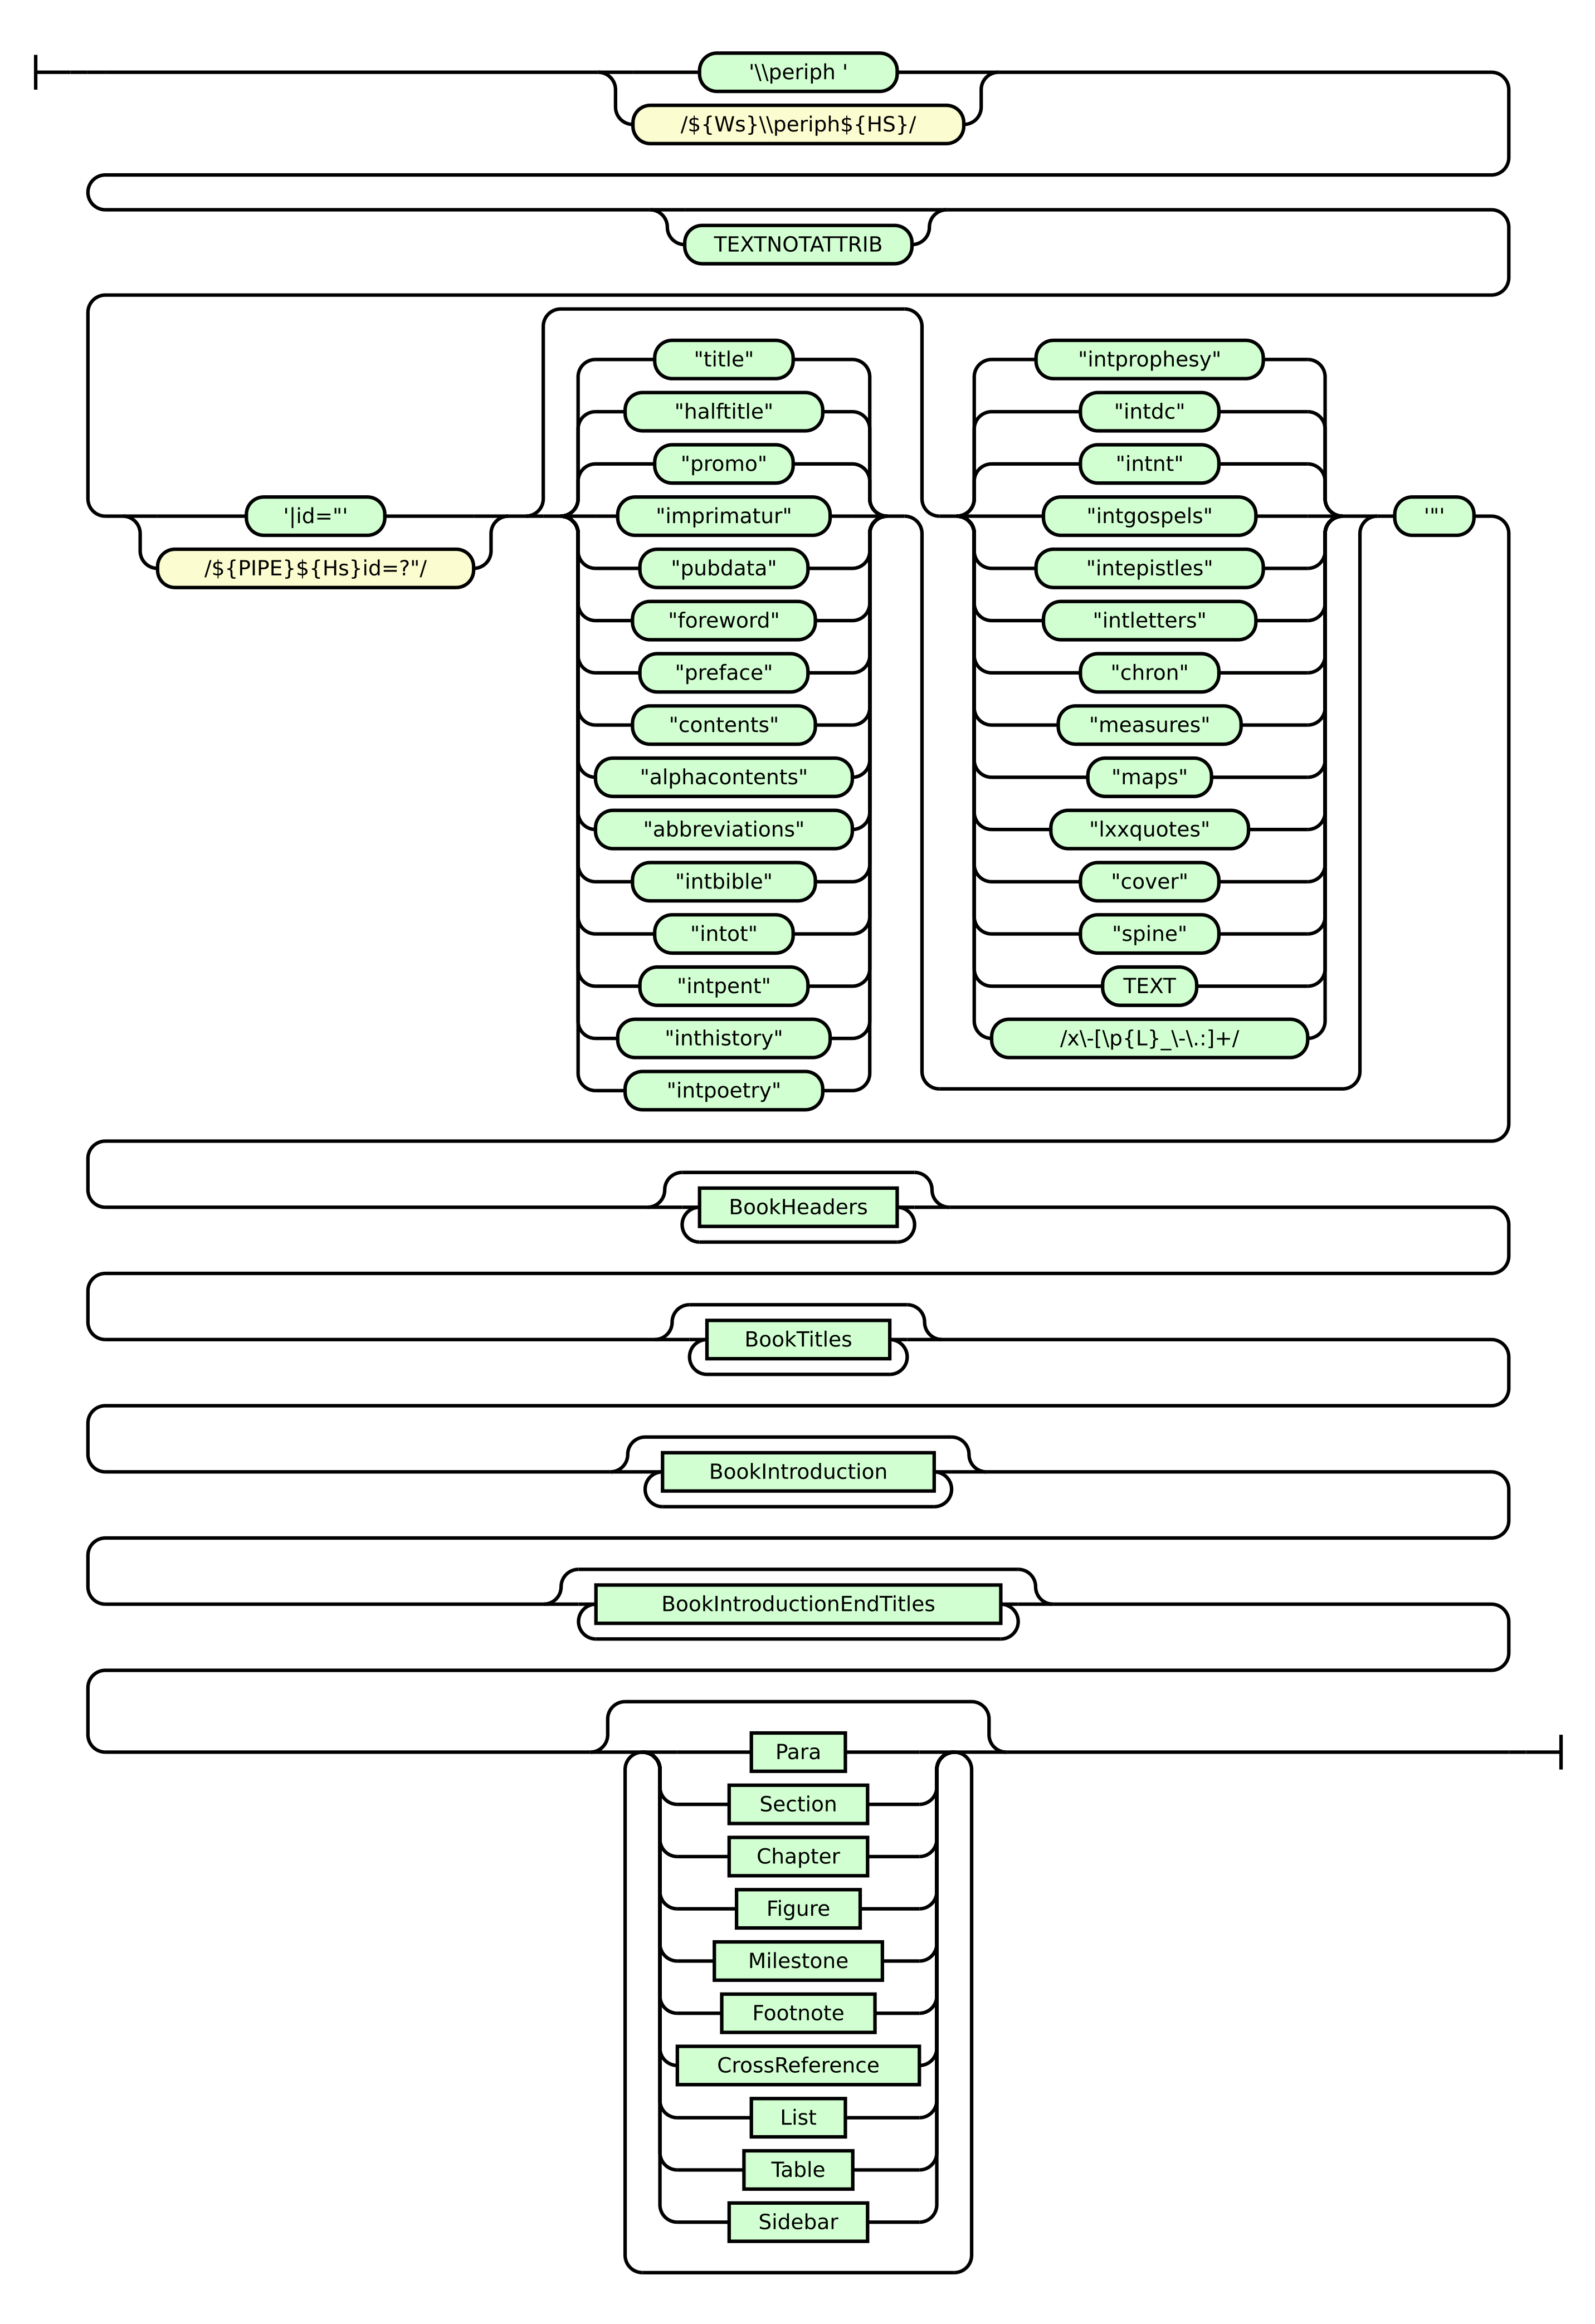 '\\periph '
/${Ws}\\periph${HS}/
TEXTNOTATTRIB
'|id="'
/${PIPE}${Hs}id=?"/
"title"
"halftitle"
"promo"
"imprimatur"
"pubdata"
"foreword"
"preface"
"contents"
"alphacontents"
"abbreviations"
"intbible"
"intot"
"intpent"
"inthistory"
"intpoetry"
"intprophesy"
"intdc"
"intnt"
"intgospels"
"intepistles"
"intletters"
"chron"
"measures"
"maps"
"lxxquotes"
"cover"
"spine"
TEXT
/x\-[\p{L}_\-\.:]+/
'"'
BookHeaders
BookTitles
BookIntroduction
BookIntroductionEndTitles
Para
Section
Chapter
Figure
Milestone
Footnote
CrossReference
List
Table
Sidebar